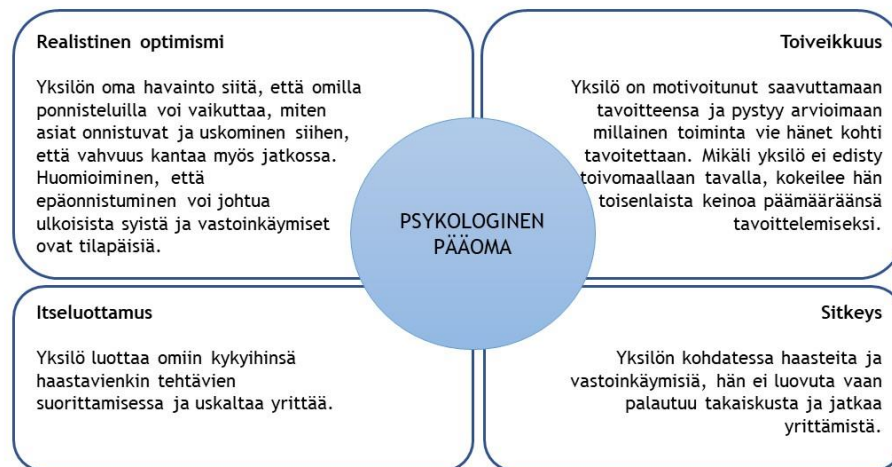 Realistinen optimismi
Yksilön oma havainto siitä, että omilla
ponnisteluilla voi vaikuttaa, miten
asiat onnistuvat ja uskominen siihen,
että vahvuus kantaa myös jatkossa.
Huomioiminen, että
epäonnistuminen voi johtua
ulkoisista syistä ja vastoinkäymiset
ovat tilapäisiä.
Toiveikkuus
Yksilö on motivoitunut saavuttamaan
tavoitteensa ja pystyy arvioimaan
millainen toiminta vie hänet kohti
tavoitettaan. Mikäli yksilö ei edisty
toivomaallaan tavalla, kokeilee hän
toisenlaista keinoa päämääräänsä
tavoittelemiseksi.
PSYKOLOGINEN
PÄÄOMA
Itseluottamus
Yksilö luottaa omiin kykyihinsä
haastavienkin tehtävien
suorittamisessa ja uskaltaa yrittää.
Sitkeys
Yksilön kohdatessa haasteita ja
vastoinkäymisiä, hän ei luovuta vaan
palautuu takaiskusta ja jatkaa
yrittämistä.